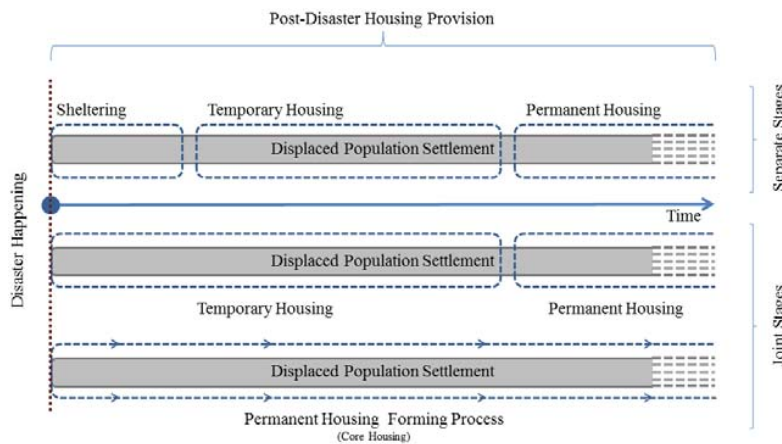 Post-Disaster Housing Provision
Sheltering
Temporary Housing
Permanent Housing
Displaced Population Settlement
Separate Stages
Time
Disaster Happening
Displaced Population Settlement
Temporary Housing
Permanent Housing
Joint Stages
Displaced Population Settlement
Permanent Housing Forming Process
(Core Housing)